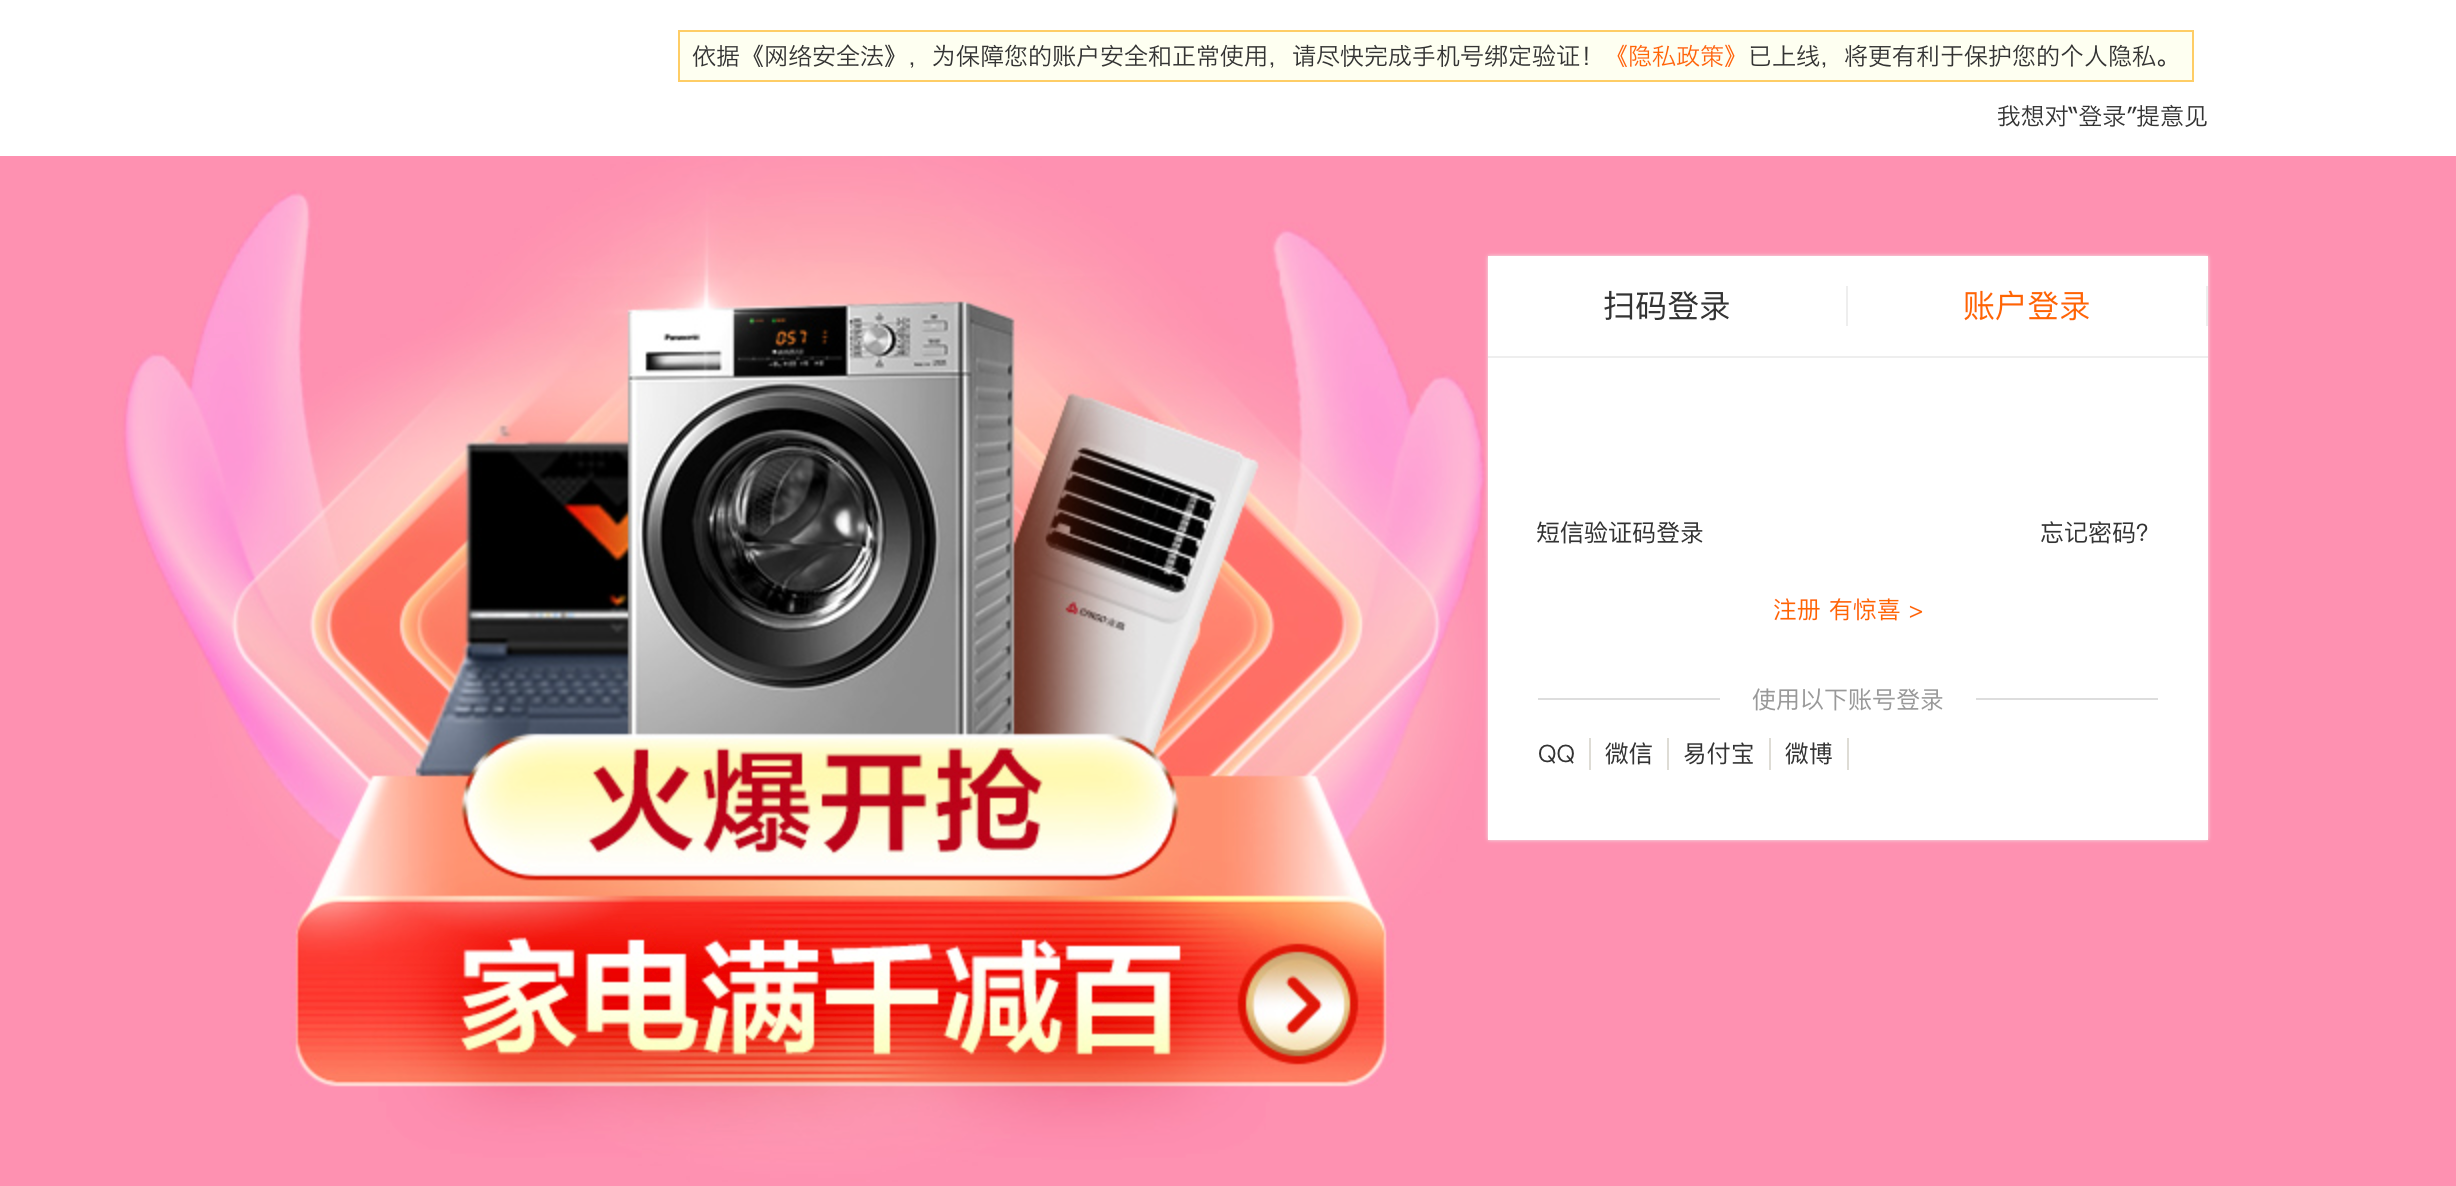 依据《网络安全法》，为保障您的账户安全和正常使用，请尽快完成手机号绑定验证！《隐私政策》已上线，将更有利于保护您的个人隐私。
我想对“登录”提意见
扫码登录
账户登录
Panasonic
0:57
短信验证码登录
忘记密码?
注册 有惊喜 >
使用以下账号登录
QQ
微信
易付宝
微博
火爆开抢
家电满千减百